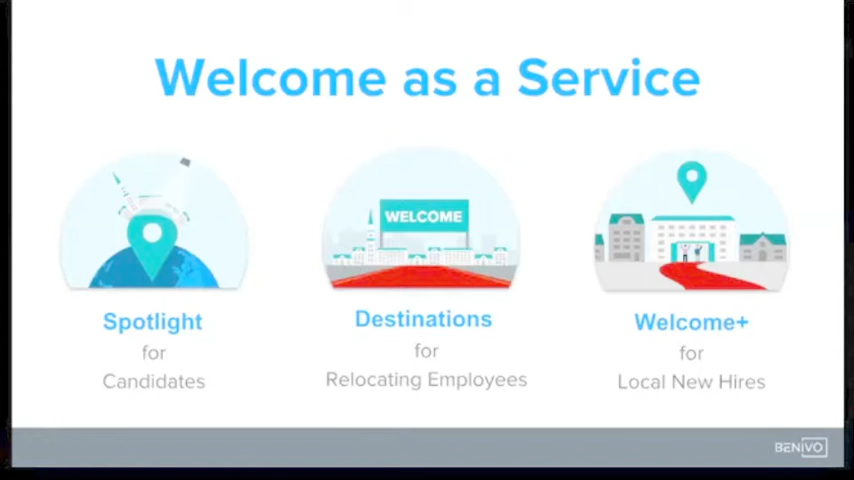 Welcome as a Service
WELCOME
Spotlight
for
Candidates
Destinations
for
Relocating Employees
Welcome+
for
Local New Hires
BENIVO